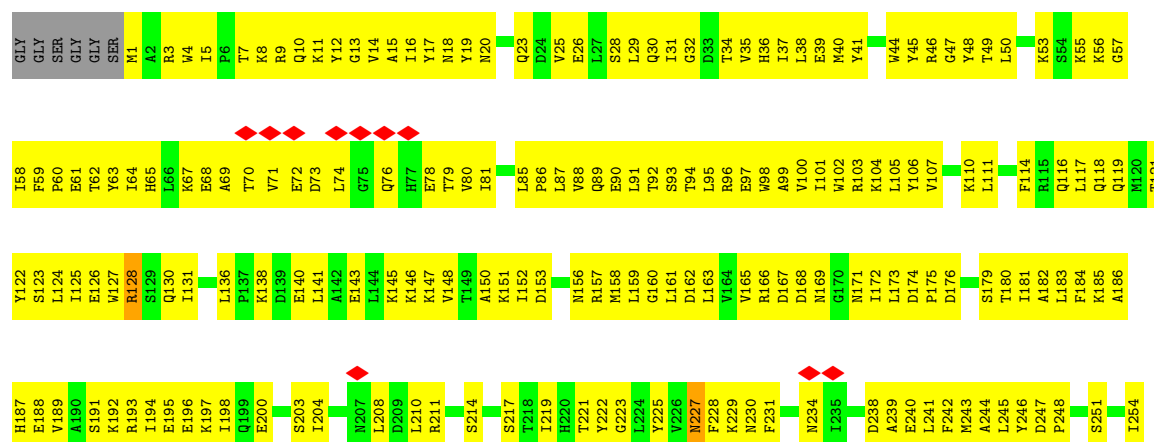 GLY GLY SER GLY GLY SER M1 A2 R3 W4 I5 P6 T7 K8 R9 Q10 K11 Y12 G13 V14 A15 I16 Y17 N18 Y19 N20 Q23 D24 V25 E26 L27 S28 L29 Q30 I31 G32 D33 T34 V35 H36 I37 L38 E39 M40 Y41 W44 Y45 R46 G47 Y48 T49 L50 K53 S54 K55 K56 G57
I58 F59 P60 E61 T62 Y63 I64 H65 L66 K67 E68 A69 T70 V71 E72 D73 L74 G75 Q76 H77 E78 T79 V80 I81 L85 P86 L87 V88 Q89 E90 L91 T92 S93 T94 L95 R96 E97 W98 A99 V100 I101 W102 R103 K104 L105 Y106 V107 K110 L111 F114 R115 Q116 L117 Q118 Q119 M120 T121
Y122 S123 L124 I125 E126 W127 R128 S129 Q130 I131 L136 P137 K138 D139 E140 L141 A142 E143 L144 K145 K146 K147 V148 T149 A150 K151 I152 D153 N156 R157 M158 L159 G160 L161 D162 L163 V164 V165 R166 D167 D168 N169 G170 N171 I172 L173 D174 P175 D176 S179 T180 I181 A182 L183 F184 K185 A186
H187 E188 V189 A190 S191 K192 R193 I194 E195 E196 K197 I198 Q199 E200 S203 I204 N207 L208 D209 L210 R211 S214 S217 T218 I219 H220 T221 Y222 G223 L224 Y225 V226 N227 F228 K229 N230 F231 N234 I235 D238 A239 E240 L241 F242 M243 A244 L245 Y246 D247 P248 S251 I254